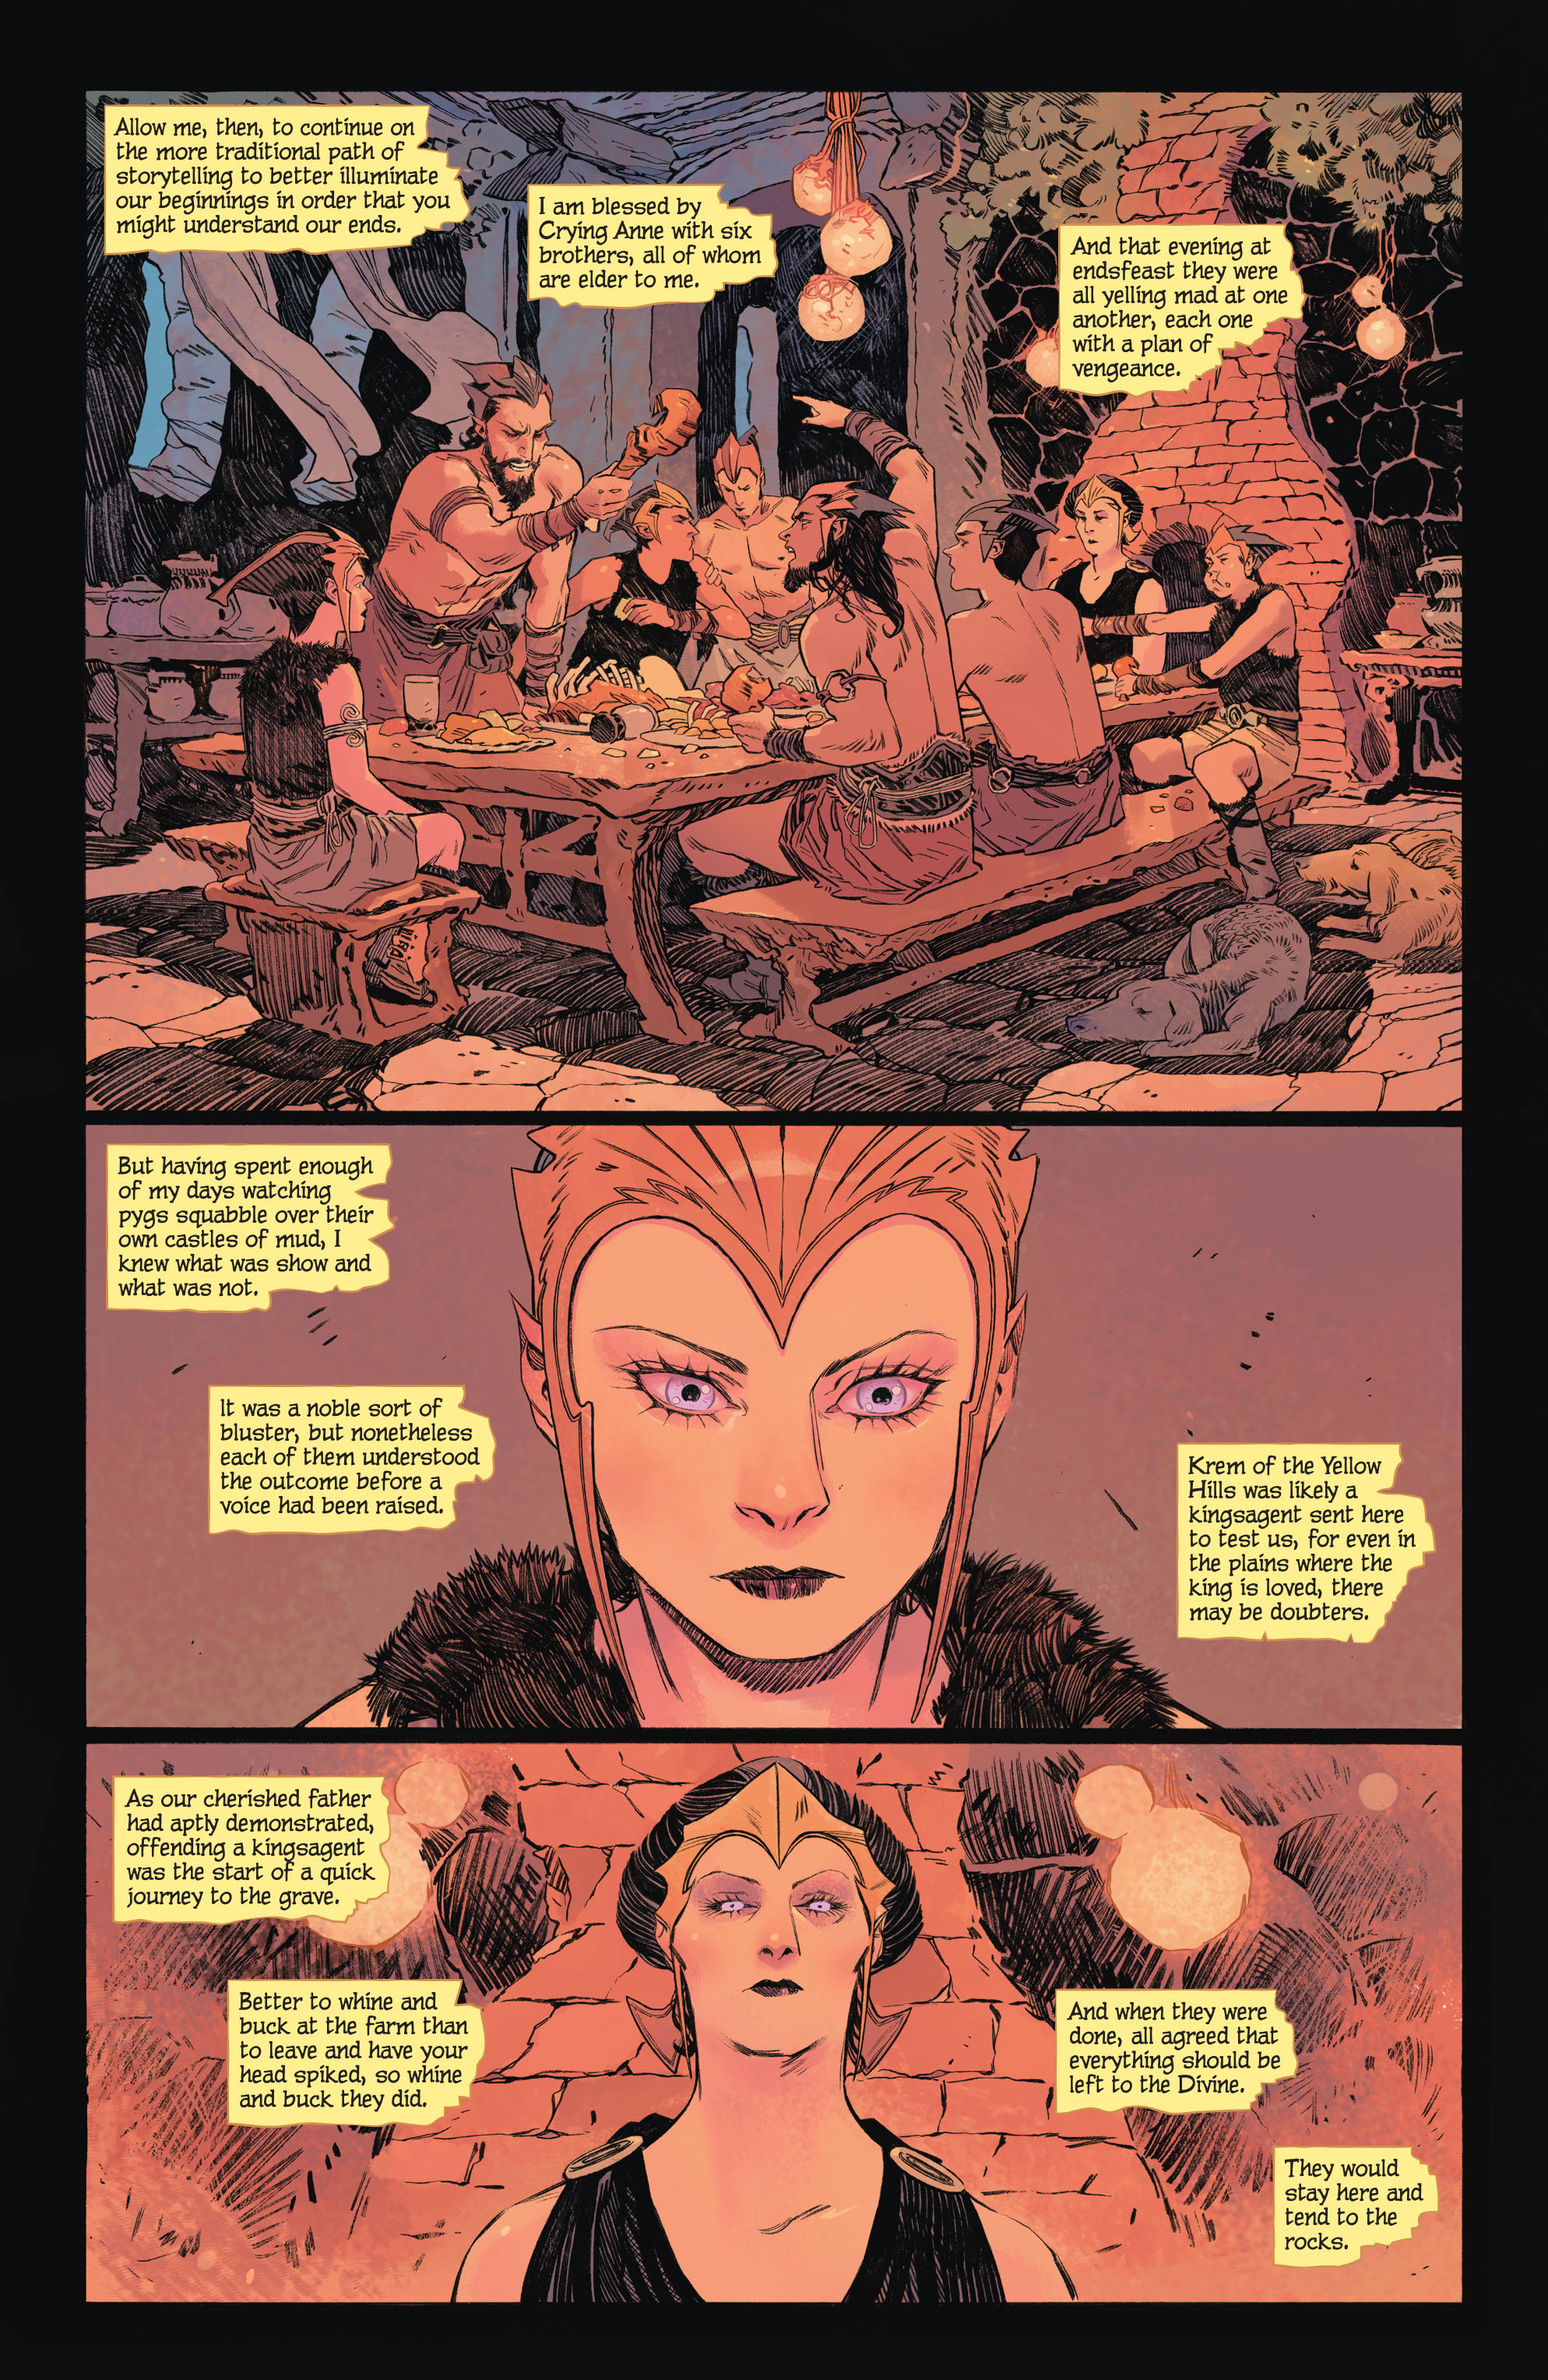 Allow me, then, to continue on
the more traditional path of
storytelling to better illuminate
our beginnings in order that you
might understand our ends.
I am blessed by
Crying Anne with six
brothers, all of whom
are elder to me.
And that evening at
endsfeast they were
all yelling mad at one
another, each one
with a plan of
vengeance.
But having spent enough
of my days watching
pygs squabble over their
own castles of mud, I
knew what was show and
what was not.
It was a noble sort of
bluster, but nonetheless
each of them understood
the outcome before a
voice had been raised.
Krem of the Yellow
Hills was likely a
kingsagent sent here
to test us, for even in
the plains where the
king is loved, there
may be doubters.
As our cherished father
had aptly demonstrated,
offending a kingsagent
was the start of a quick
journey to the grave.
Better to whine and
buck at the farm than
to leave and have your
head spiked, so whine
and buck they did.
And when they were
done, all agreed that
everything should be
left to the Divine.
They would
stay here and
tend to the
rocks.